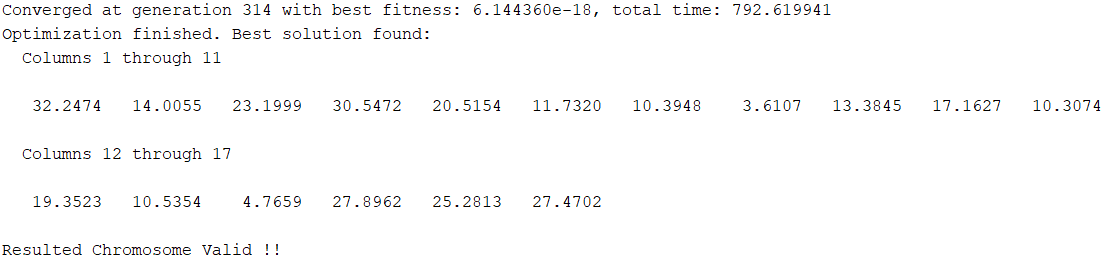 Converged at generation 314 with best fitness: 6.144360e-18, total time: 792.619941
Optimization finished. Best solution found:
Columns 1 through 11
32.2474 14.0055 23.1999 30.5472 20.5154 11.7320 10.3948 3.6107 13.3845 17.1627 10.3074
Columns 12 through 17
19.3523 10.5354 4.7659 27.8962 25.2813 27.4702
Resulted Chromosome Valid !!